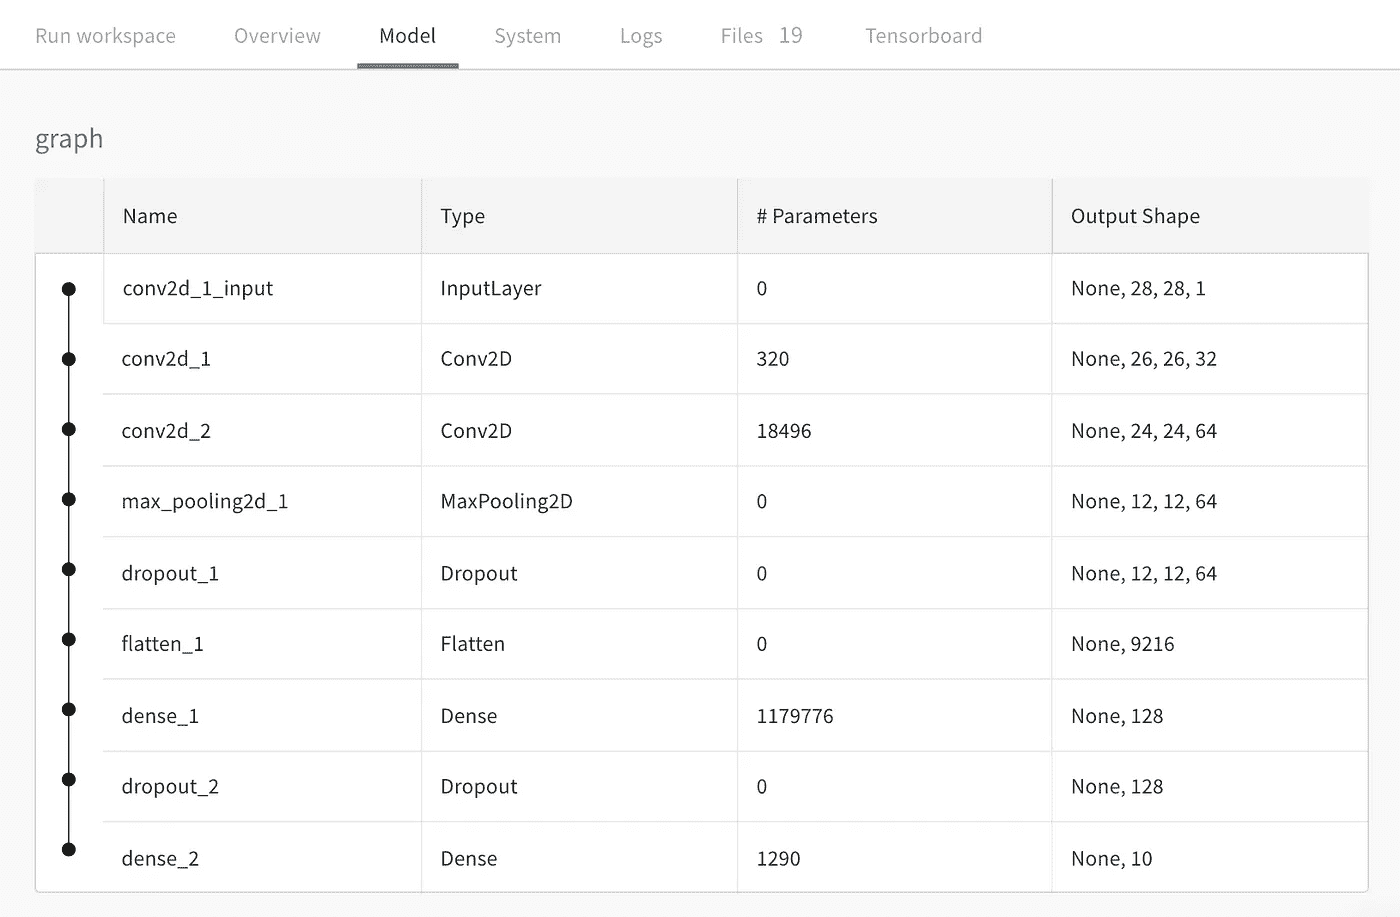 Run workspace Overview Model System Logs Files 19 Tensorboard
graph
Name Type # Parameters Output Shape
conv2d_1_input InputLayer 0 None, 28, 28, 1
conv2d_1 Conv2D 320 None, 26, 26, 32
conv2d_2 Conv2D 18496 None, 24, 24, 64
max_pooling2d_1 MaxPooling2D 0 None, 12, 12, 64
dropout_1 Dropout 0 None, 12, 12, 64
flatten_1 Flatten 0 None, 9216
dense_1 Dense 1179776 None, 128
dropout_2 Dropout 0 None, 128
dense_2 Dense 1290 None, 10